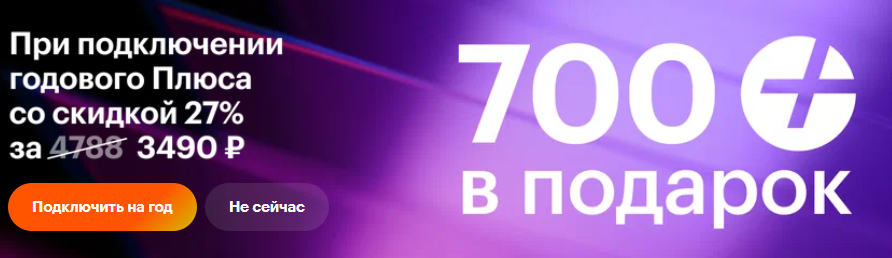 При подключении
годового Плюса
со скидкой 27%
за 4788 3490 ₽
Подключить на год
Не сейчас
700
в подарок